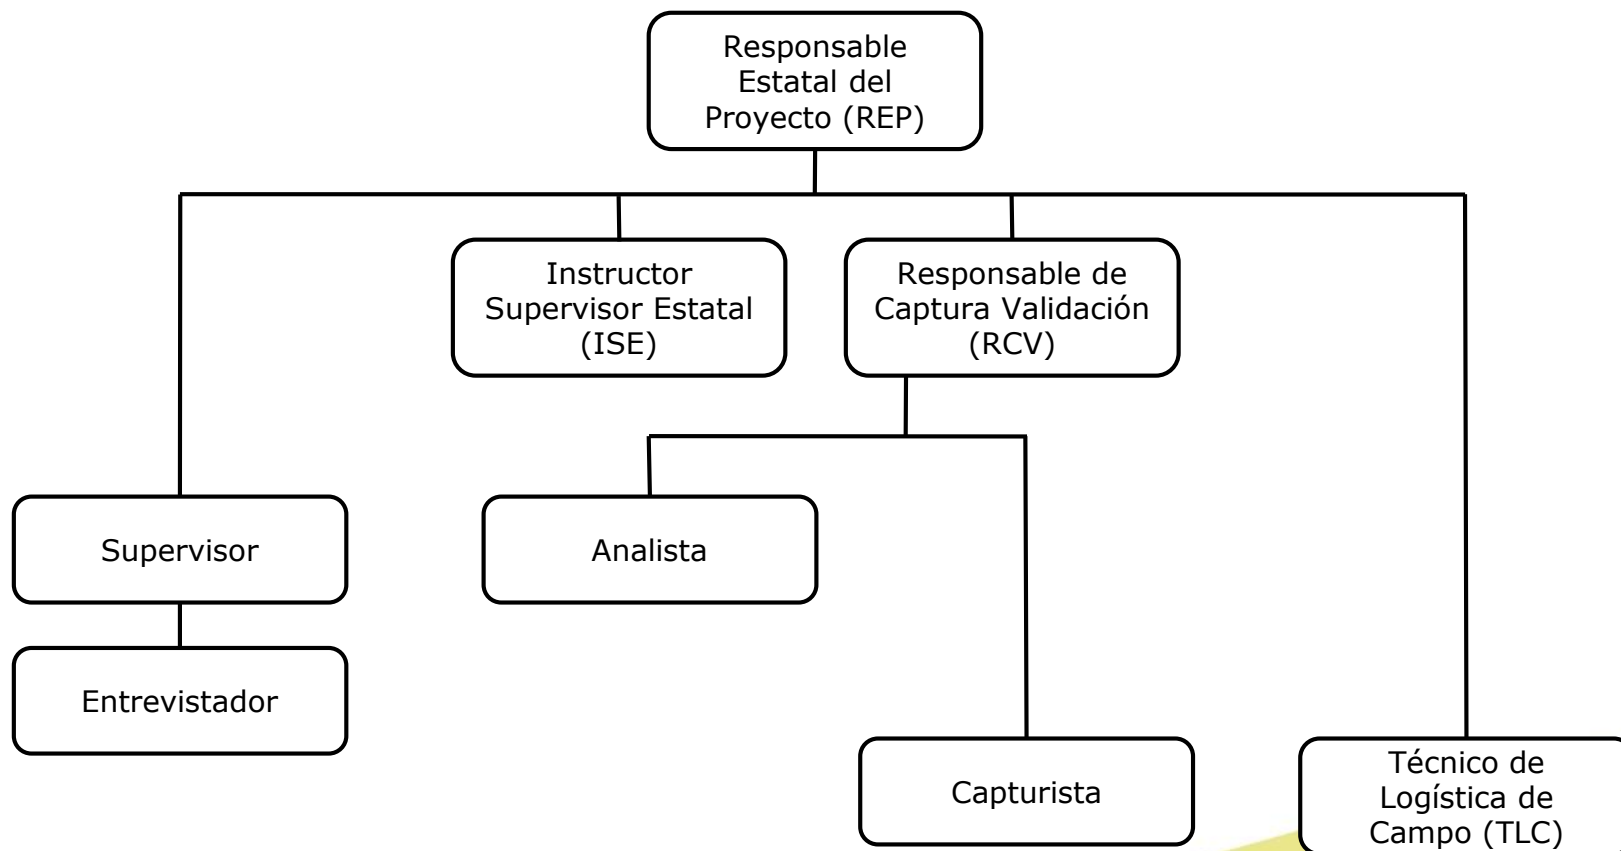 Responsable
Estatal del
Proyecto (REP)
Instructor
Supervisor Estatal
(ISE)
Responsable de
Captura Validación
(RCV)
Supervisor
Analista
Entrevistador
Capturista
Técnico de
Logística de
Campo (TLC)